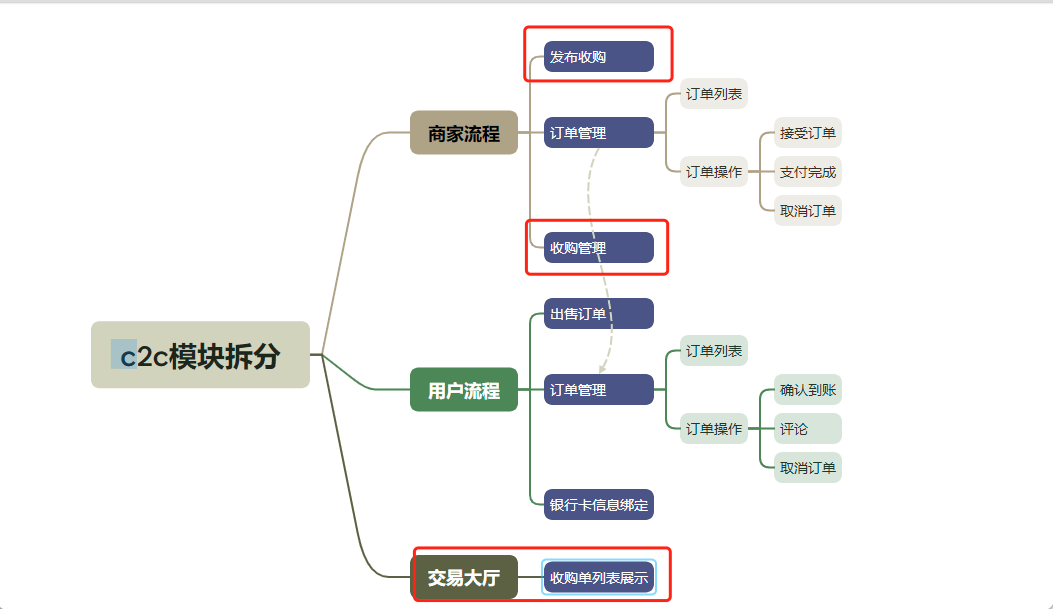 c2c模块拆分
商家流程
发布收购
订单管理
订单列表
订单操作
接受订单
支付完成
取消订单
收购管理
用户流程
出售订单
订单管理
订单列表
订单操作
确认到账
评论
取消订单
银行卡信息绑定
交易大厅
收购单列表展示